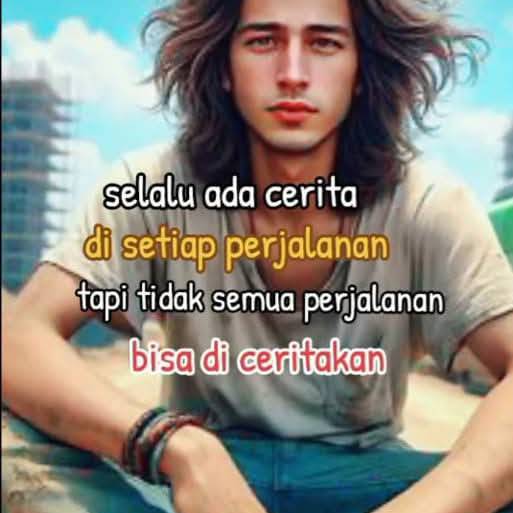 selalu ada cerita
di setiap perjalanan
tapi tidak semua perjalanan
bisa di ceritakan